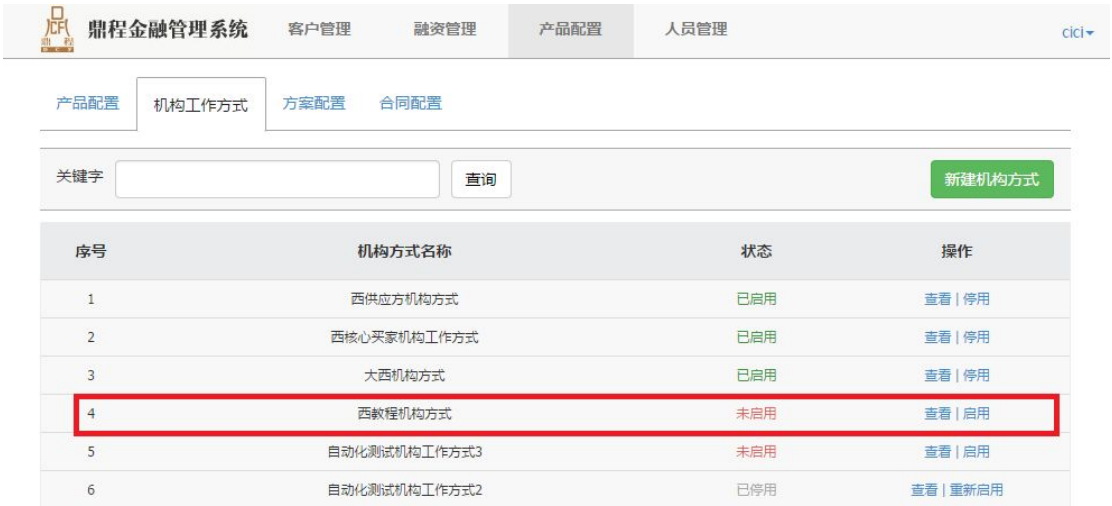 JCF 鼎程金融管理系统 客户管理 融资管理 产品配置 人员管理 cici
鼎 程
产品配置 机构工作方式 方案配置 合同配置
关键字 查询 新建机构方式
序号 机构方式名称 状态 操作
1 西供应方机构方式 已启用 查看 | 停用
2 西核心买家机构工作方式 已启用 查看 | 停用
3 大西机构方式 已启用 查看 | 停用
4 西敏程机构方式 未启用 查看 | 启用
5 自动化测试机构工作方式3 未启用 查看 | 启用
6 自动化测试机构工作方式2 已停用 查看 | 重新启用